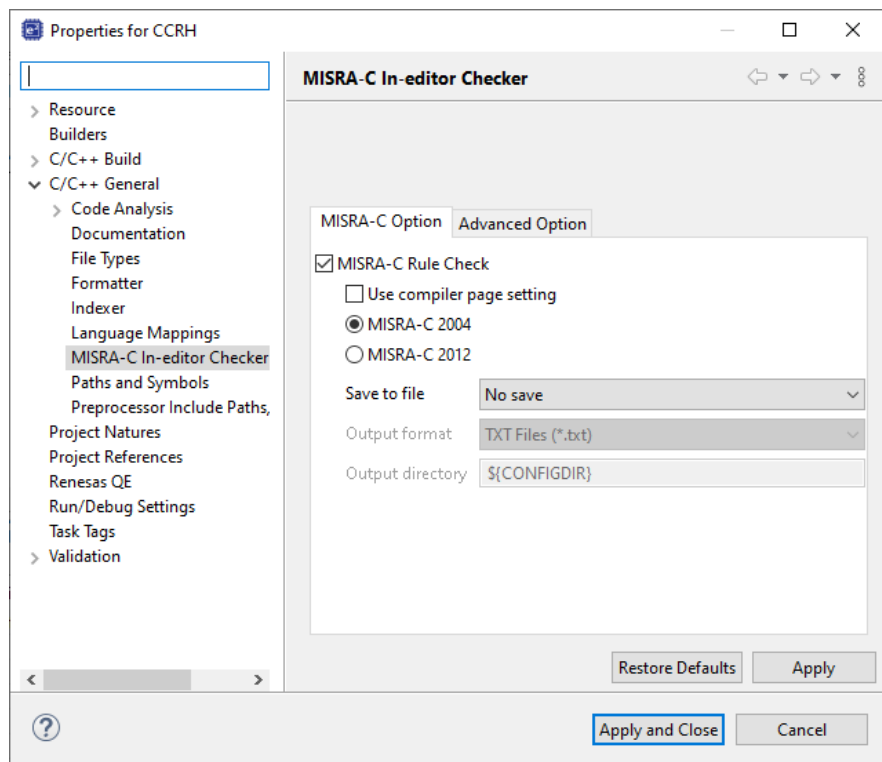 Properties for CCRH
MISRA-C In-editor Checker
Resource
Builders
C/C++ Build
C/C++ General
Code Analysis
Documentation
File Types
Formatter
Indexer
Language Mappings
MISRA-C In-editor Checker
Paths and Symbols
Preprocessor Include Paths,
Project Natures
Project References
Renesas QE
Run/Debug Settings
Task Tags
Validation
MISRA-C Option
Advanced Option
MISRA-C Rule Check
Use compiler page setting
MISRA-C 2004
MISRA-C 2012
Save to file No save
Output format TXT Files (*.txt)
Output directory ${CONFIGDIR}
Restore Defaults
Apply
Apply and Close
Cancel